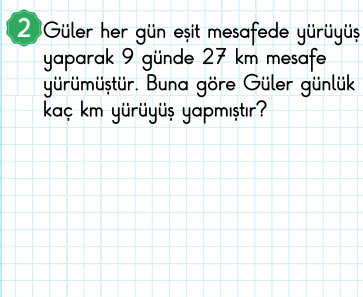 2 Güler her gün eşit mesafede yürüyüş
yaparak 9 günde 27 km mesafe
yürümüştür. Buna göre Güler günlük
kaç km yürüyüş yapmıştır?